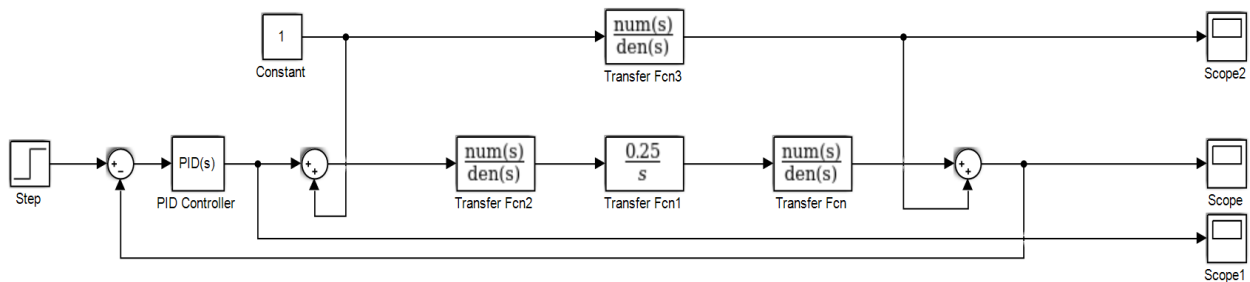 1
Constant
num(s)
den(s)
Transfer Fcn3
Scope2
Step
+
−
PID(s)
PID Controller
+
+
num(s)
den(s)
Transfer Fcn2
0.25
s
Transfer Fcn1
num(s)
den(s)
Transfer Fcn
+
+
Scope
Scope1